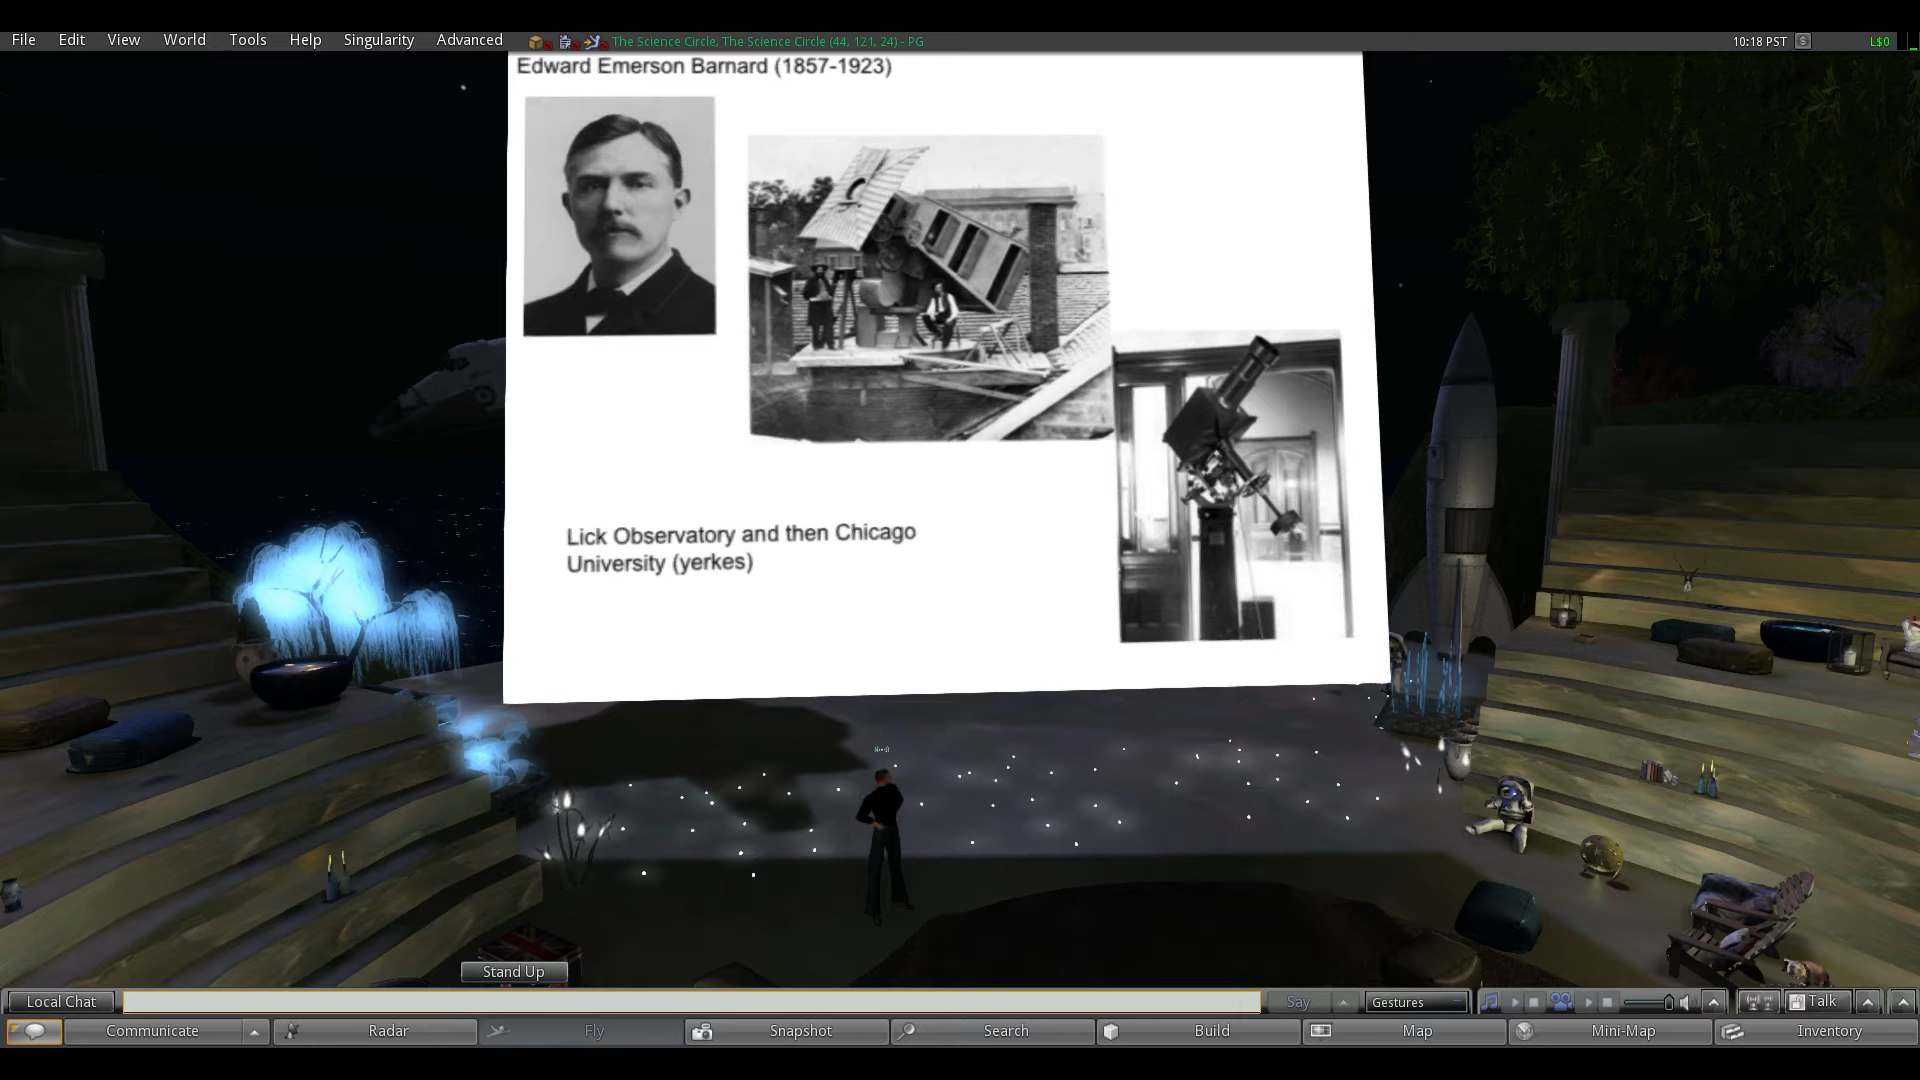 File Edit View World Tools Help Singularity Advanced The Science Circle, The Science Circle (44, 121, 24) - PG 10:18 PST L$0
Edward Emerson Barnard (1857-1923)
Lick Observatory and then Chicago
University (yerkes)
Stand Up
Local Chat Say Gestures Talk
Communicate Radar Fly Snapshot Search Build Map Mini-Map Inventory